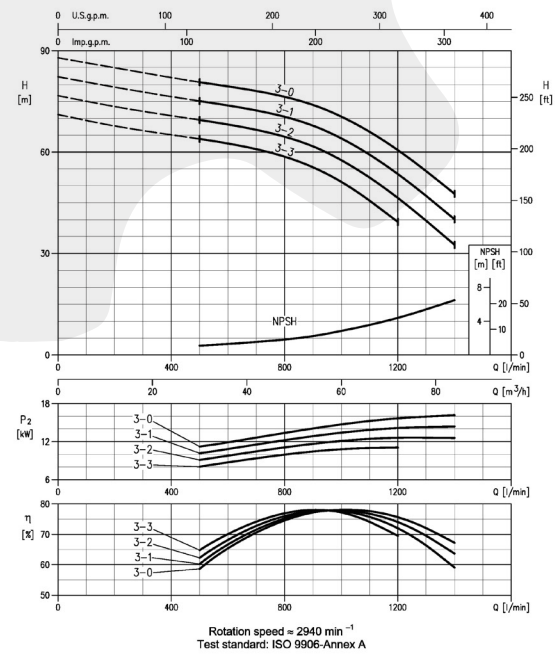 0 U.S.g.p.m. 100 200 300 400
0 Imp.g.p.m. 100 200 300
90
H
[m]
60
30
0
H
[ft]
250
200
150
100
50
0
3-0
3-1
3-2
3-3
NPSH
NPSH
[m] [ft]
8
4
20
10
400 800 1200 Q [l/min]
0 20 40 60 80 Q [m³/h]
P2
[kW]
18
12
6
3-0
3-1
3-2
3-3
0 400 800 1200 Q [l/min]
η
[%]
80
70
60
50
3-3
3-2
3-1
3-0
0 400 800 1200 Q [l/min]
Rotation speed ≈ 2940 min ⁻¹
Test standard: ISO 9906-Annex A